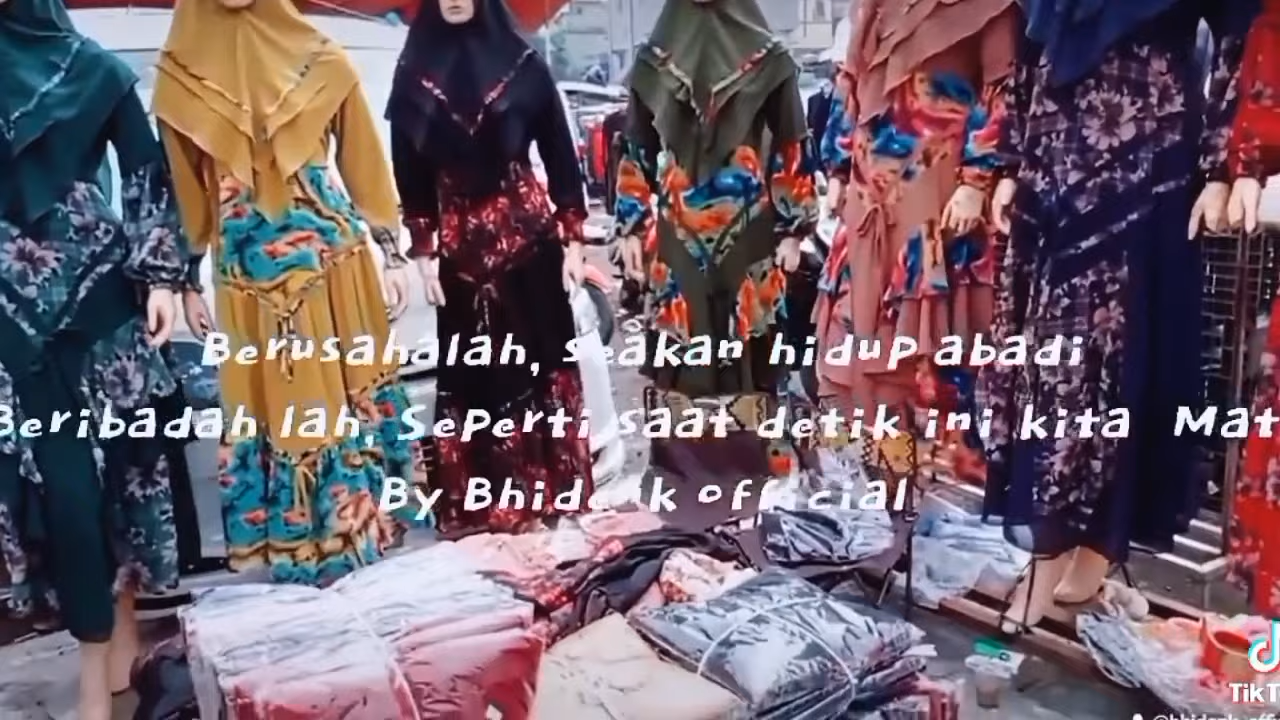 Berusahalah, seakan hidup abadi
Beribadah lah, Seperti saat detik ini kita Mat
By official
TikT